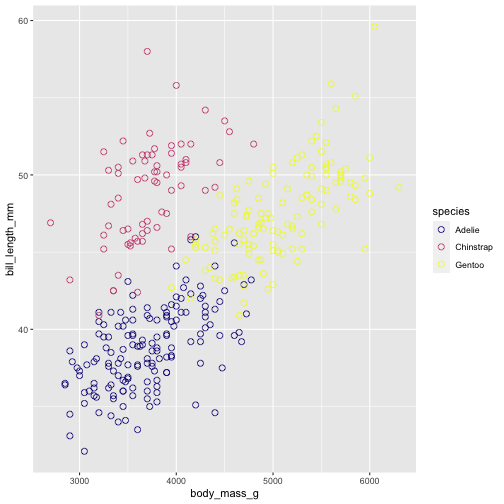 60
50
40
bill_length_mm
3000 4000 5000 6000
body_mass_g
species
Adelie
Chinstrap
Gentoo